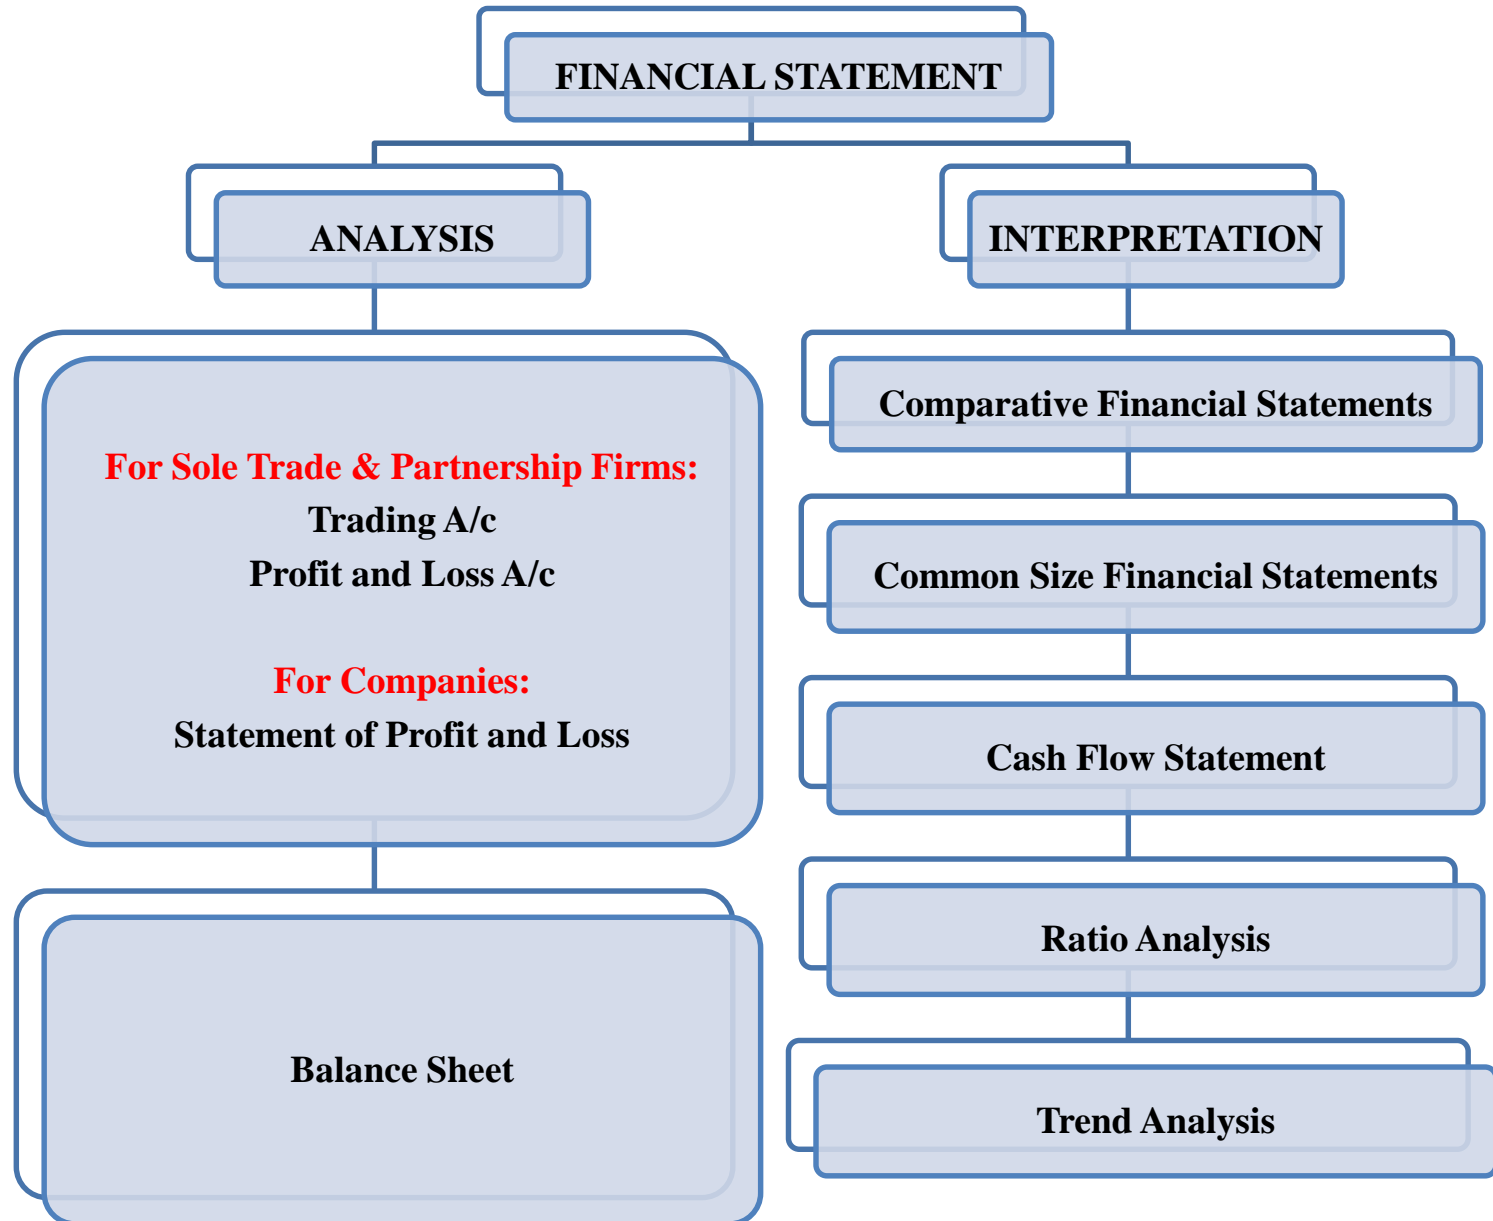 FINANCIAL STATEMENT
ANALYSIS
For Sole Trade & Partnership Firms:
Trading A/c
Profit and Loss A/c
For Companies:
Statement of Profit and Loss
Balance Sheet
INTERPRETATION
Comparative Financial Statements
Common Size Financial Statements
Cash Flow Statement
Ratio Analysis
Trend Analysis